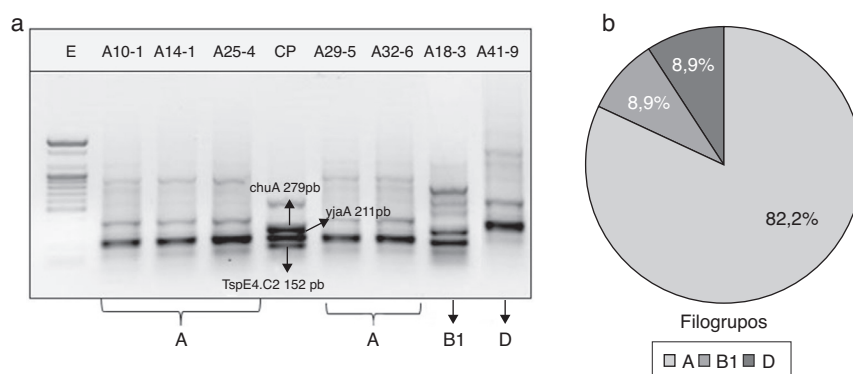 a
E A10-1 A14-1 A25-4 CP A29-5 A32-6 A18-3 A41-9
chuA 279pb
yjaA 211pb
TspE4.C2 152 pb
A A B1 D
b
8,9%
8,9%
82,2%
Filogrupos
A B1 D